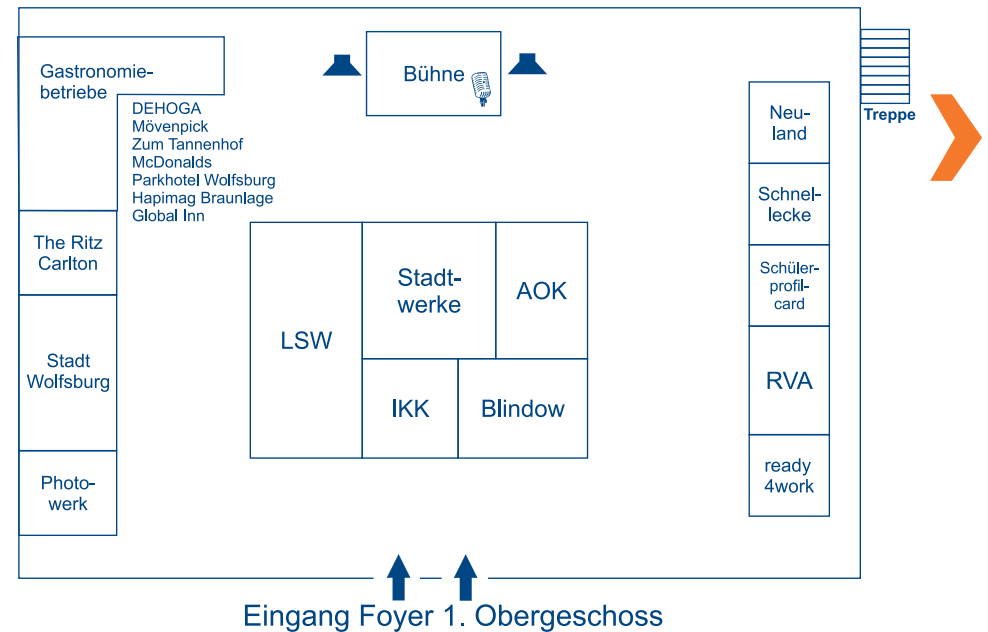 Gastronomie-
betriebe
DEHOGA
Mövenpick
Zum Tannenhof
McDonalds
Parkhotel Wolfsburg
Hapimag Braunlage
Global Inn
The Ritz
Carlton
Stadt
Wolfsburg
Photo-
werk
Bühne
LSW
Stadt-
werke
AOK
IKK
Blindow
Neu-
land
Schnel-
lecke
Schüler-
profil-
card
RVA
ready
4work
Treppe
Eingang Foyer 1. Obergeschoss